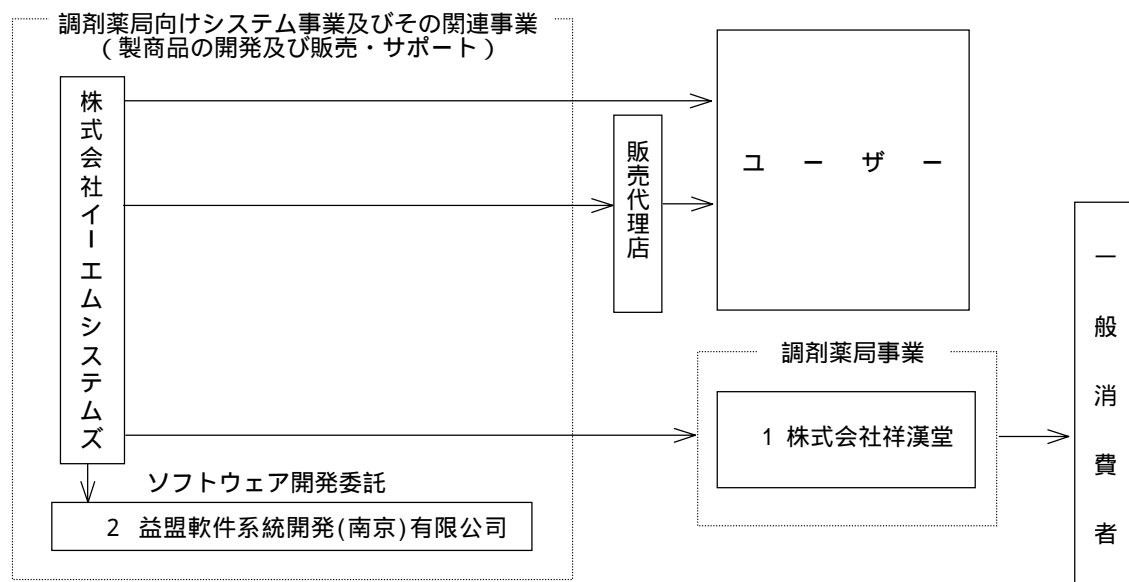 調剤薬局向けシステム事業及びその関連事業
(製商品の開発及び販売・サポート)
株式会社イーエムシステムズ
販売代理店
ユーザー
一般消費者
調剤薬局事業
1 株式会社祥漢堂
ソフトウェア開発委託
2 益盟軟件系統開発(南京)有限公司